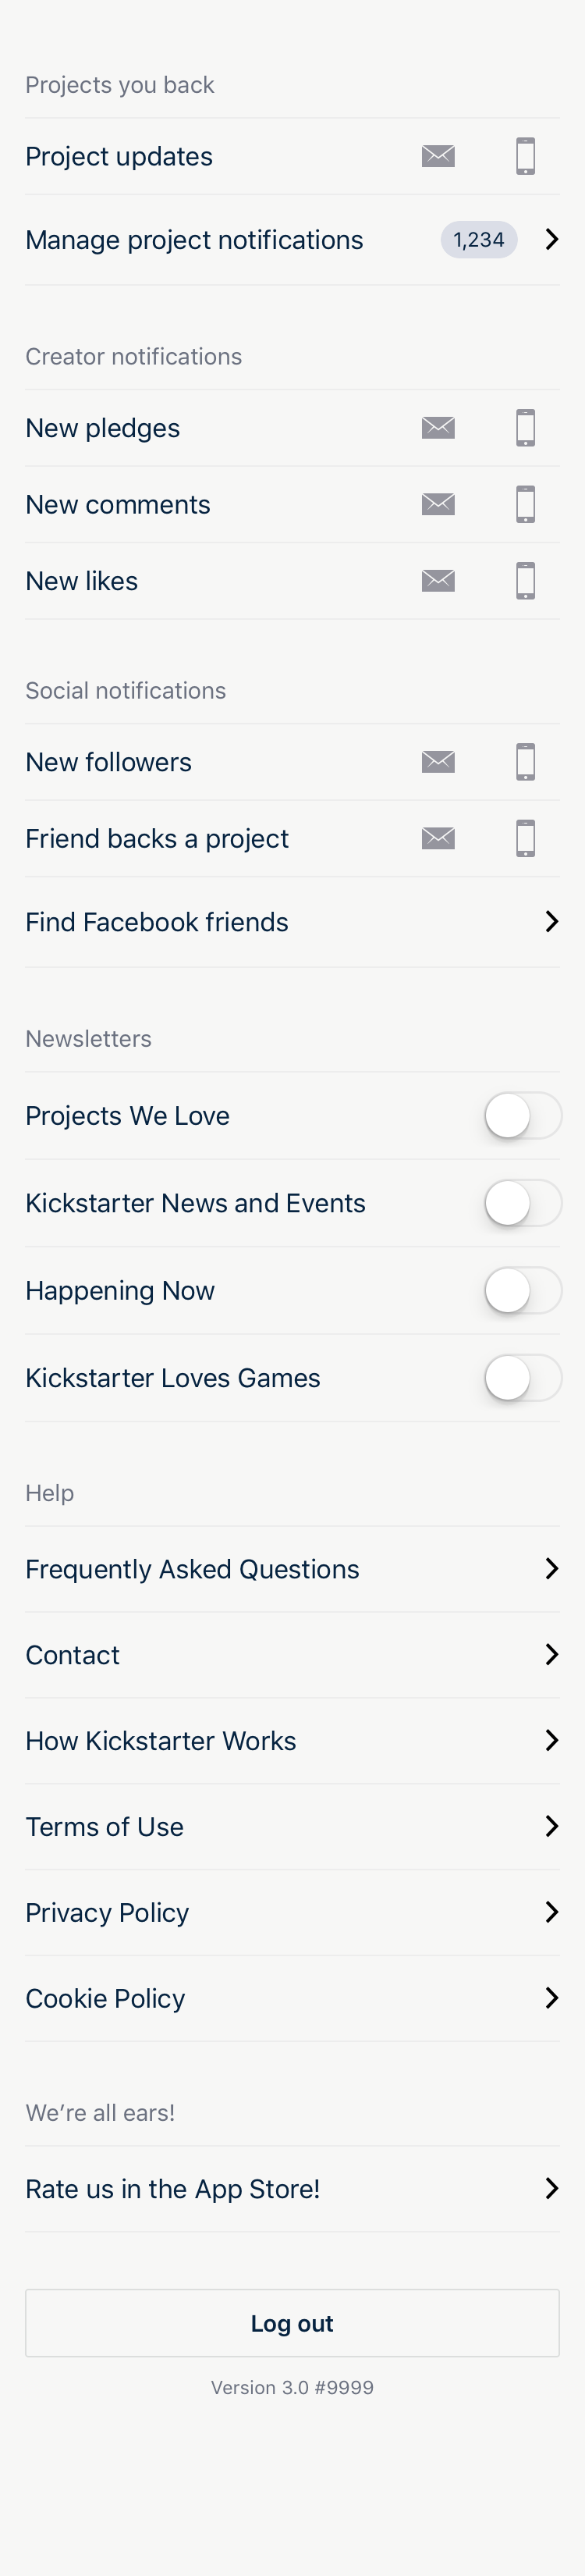 Projects you back
Project updates
Manage project notifications 1,234
Creator notifications
New pledges
New comments
New likes
Social notifications
New followers
Friend backs a project
Find Facebook friends
Newsletters
Projects We Love
Kickstarter News and Events
Happening Now
Kickstarter Loves Games
Help
Frequently Asked Questions
Contact
How Kickstarter Works
Terms of Use
Privacy Policy
Cookie Policy
We’re all ears!
Rate us in the App Store!
Log out
Version 3.0 #9999